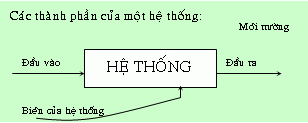 Các thành phần của một hệ thống:
Môi trường
Đầu vào
HỆ THỐNG
Đầu ra
Biên của hệ thống